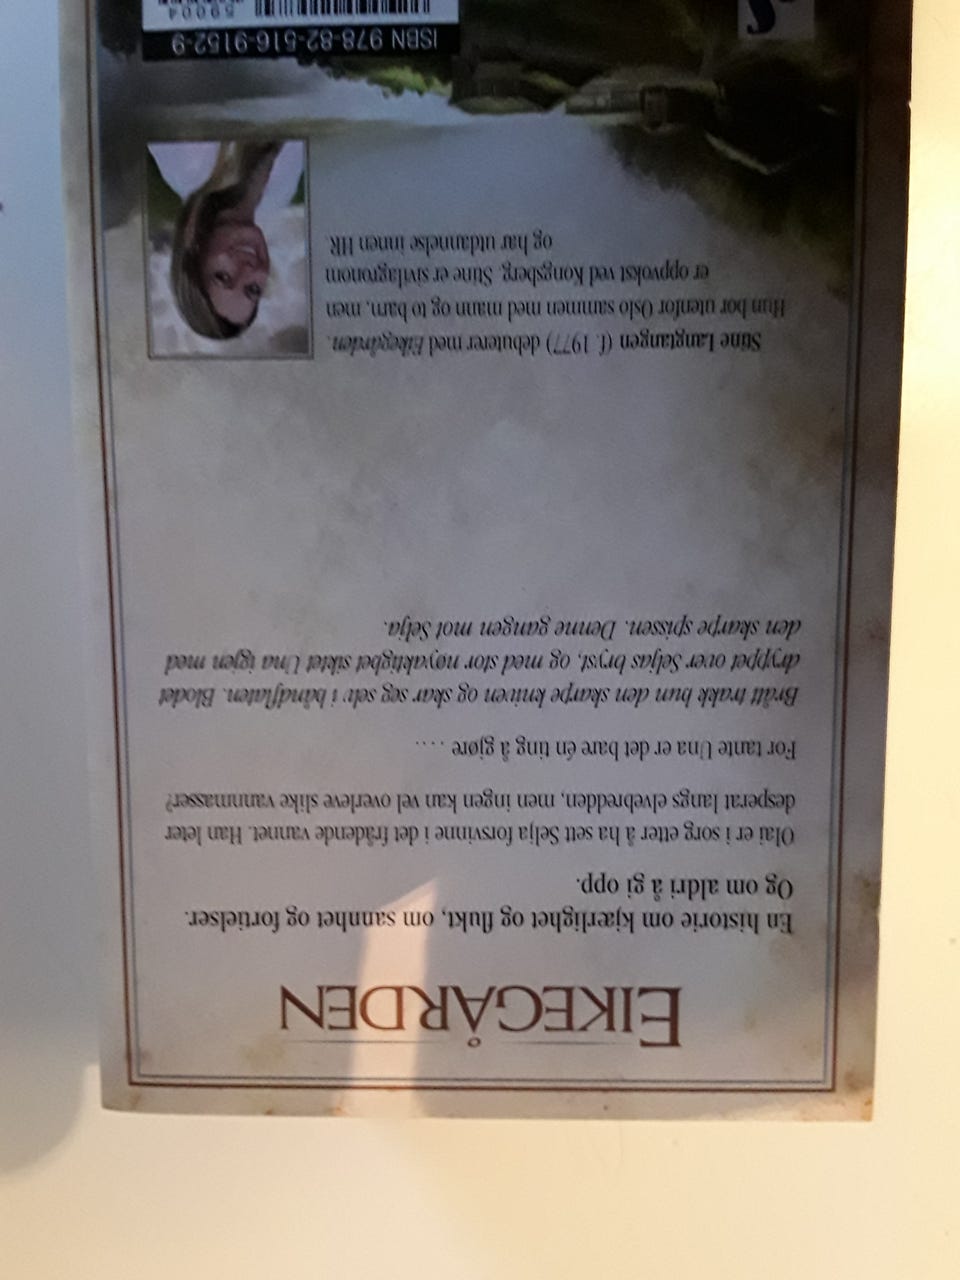 EIKEGÅRDEN
En historie om kjærlighet og flukt, om sannhet og fortielser.
Og om aldri å gi opp.
Olai er i sorg etter å ha sett Selja forsvinne i det frådende vannet. Han leter
desperat langs elvebredden, men ingen kan vel overleve slike vannmasser?
For tante Una er det bare én ting å gjøre ....
Brått trakk hun den skarpe kniven og skar seg selv i håndflaten. Blodet
dryppet over Seljas bryst, og med stor nøyaktighet siktet Una igjen med
den skarpe spissen. Denne gangen mot Selja.
Stine Langtangen (f. 1977) debuterer med Eikegården.
Hun bor utenfor Oslo sammen med mann og to barn, men
er oppvokst ved Kongsberg. Stine er sivilagronom
og har utdannelse innen HR.
ISBN 978-82-516-9152-9
59004